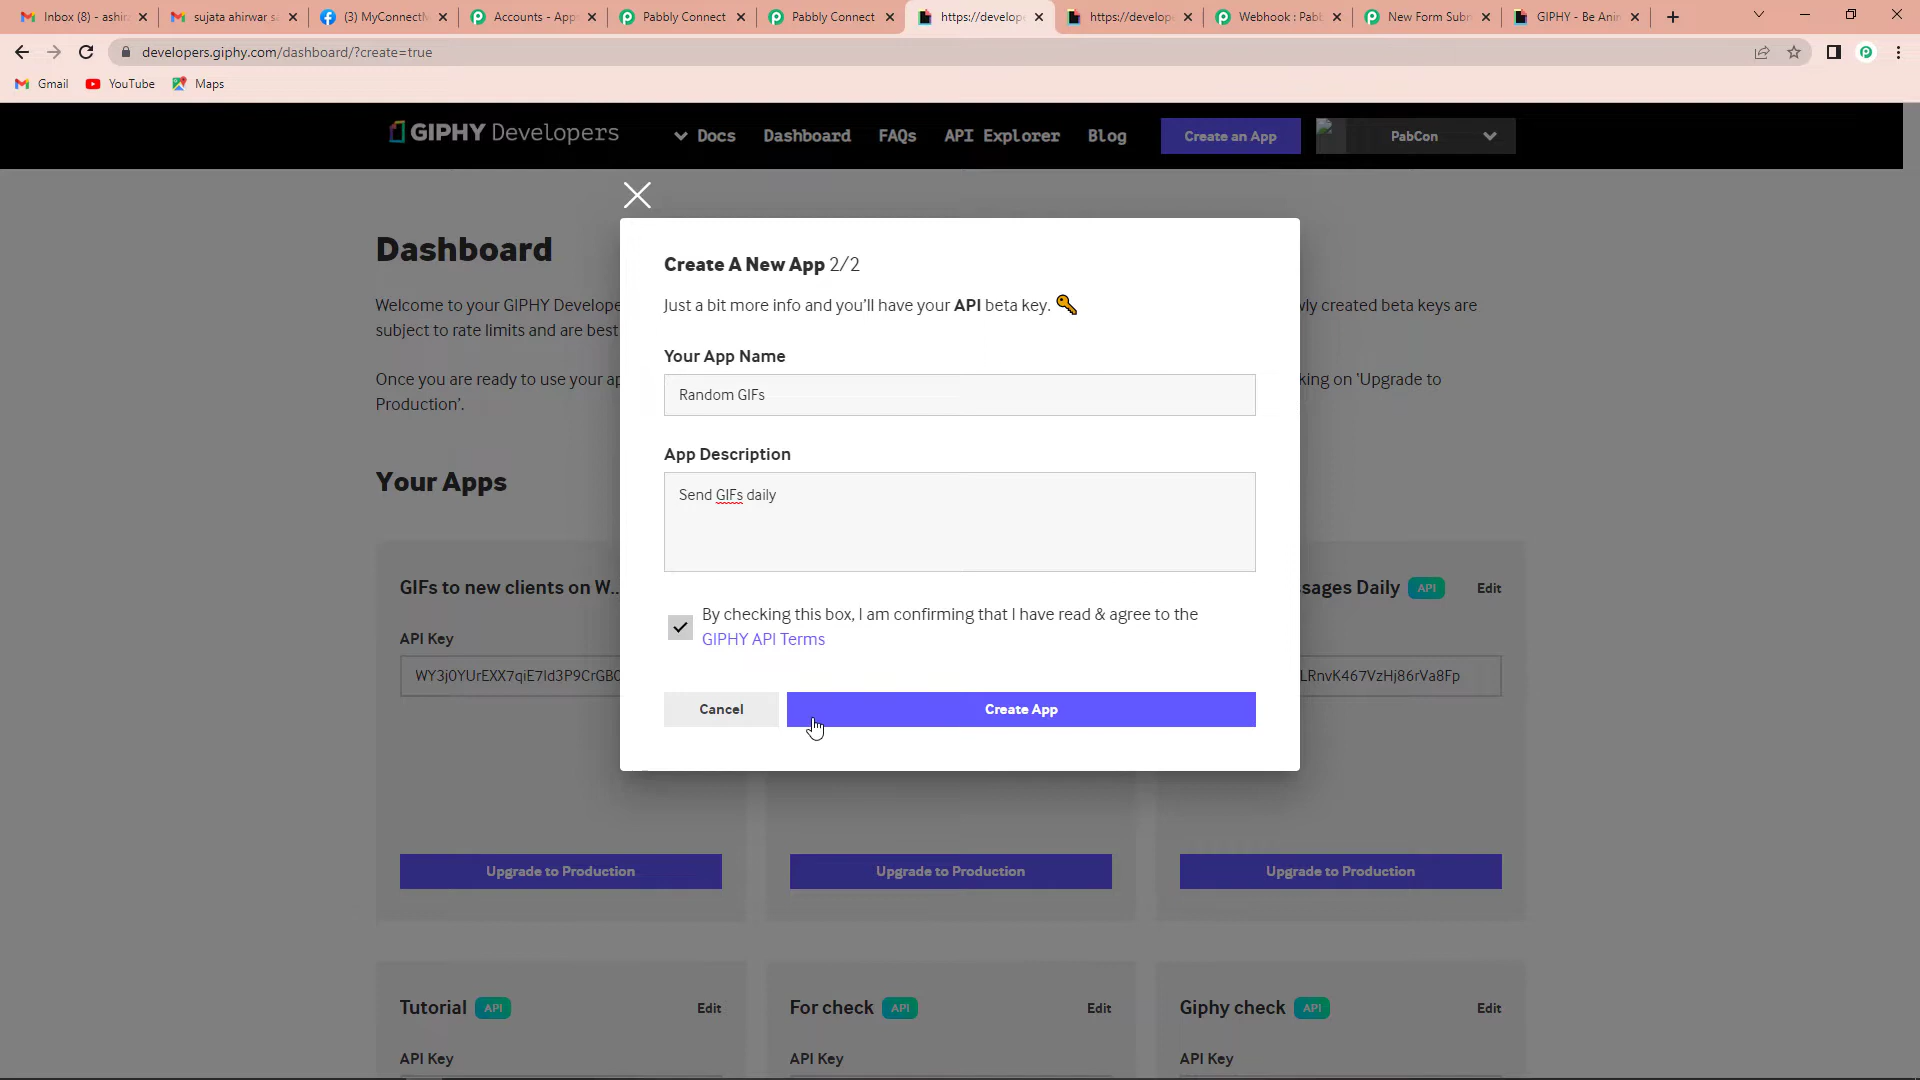 Inbox (8) - ashir
sujata ahirwar s
(3) MyConnectM
Accounts - Apps
Pabbly Connect
Pabbly Connect
https://develope
https://develop
Webhook : Pab
New Form Subm
GIPHY - Be Anim
developers.giphy.com/dashboard/?create=true
Gmail
YouTube
Maps
GIPHY Developers
Docs
Dashboard
FAQs
API Explorer
Blog
Create an App
PabCon
Dashboard
Welcome to your GIPHY Develope
wly created beta keys are
subject to rate limits and are best
Once you are ready to use your ap
king on 'Upgrade to
Production'.
Your Apps
Create A New App 2/2
Just a bit more info and you'll have your API beta key.
Your App Name
Random GIFs
App Description
Send GIFs daily
By checking this box, I am confirming that I have read & agree to the
GIPHY API Terms
Cancel
Create App
GIFs to new clients on W...
ssages Daily
API
Edit
API Key
WY3j0YUrEXX7qiE7Id3P9CrGB0
LRnvK467VzHj86rVa8Fp
Upgrade to Production
Upgrade to Production
Upgrade to Production
Tutorial
API
Edit
For check
API
Edit
Giphy check
API
Edit
API Key
API Key
API Key